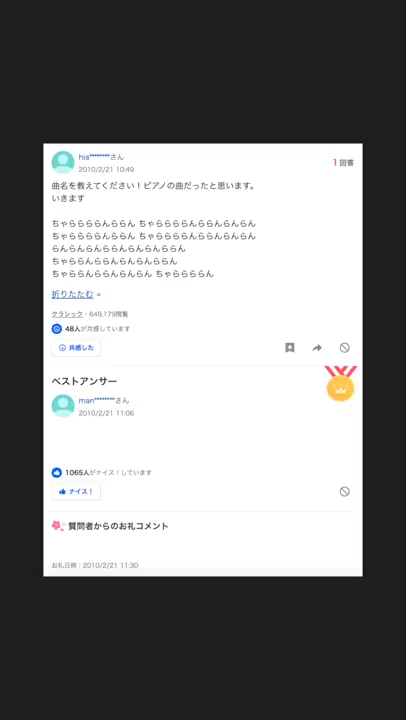 hia********さん
2010/2/21 10:49
1回答
曲名を教えてください！ピアノの曲だったと思います。
いきます
ちゃらららららんららん ちゃらららららんららんらんらん
ちゃらららららんららん ちゃらららららんららんらんらん
らんらんらんらんらんらんらんらん
ちゃららんらんらんらんらんらん
ちゃららんらんらんらんらん ちゃらららららん
折りたたむ
クラシック・649,179閲覧
48人が共感しています
共感した
ベストアンサー
man********さん
2010/2/21 11:06
1065人がナイス！しています
ナイス！
質問者からのお礼コメント
お礼日時：2010/2/21 11:30